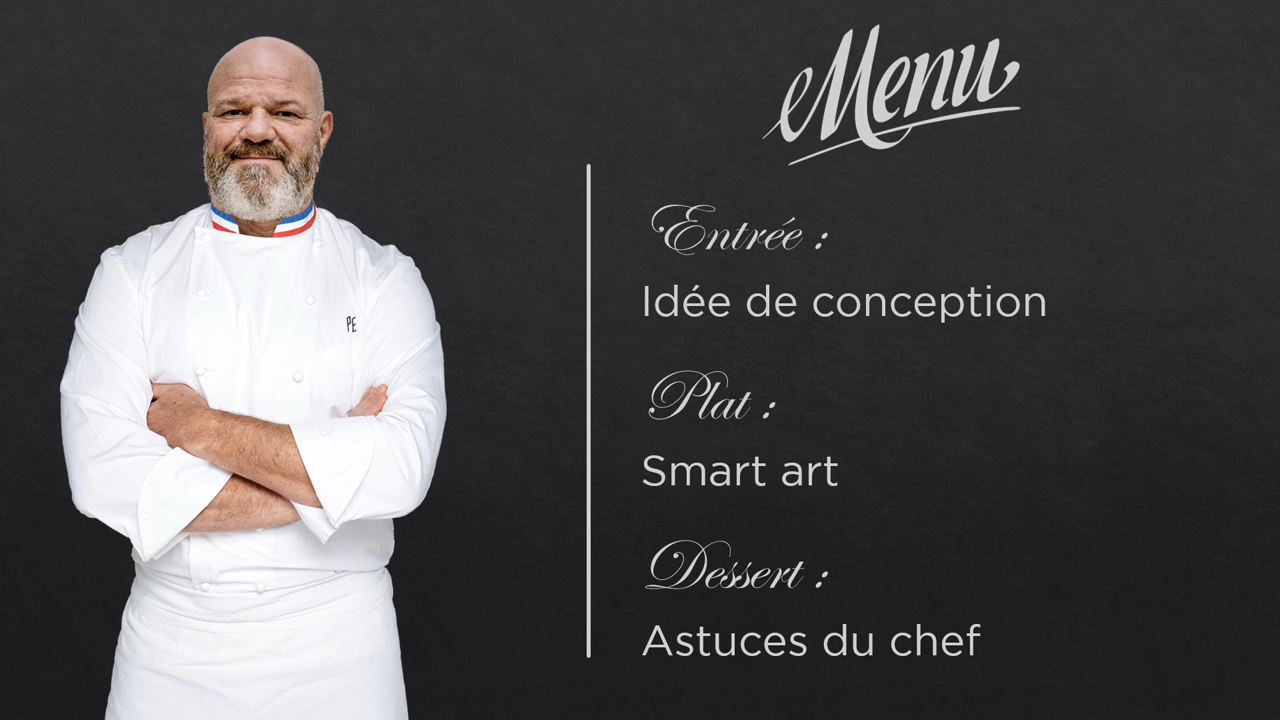 Menu
Entrée :
Idée de conception
Plat :
Smart art
Dessert :
Astuces du chef
PE